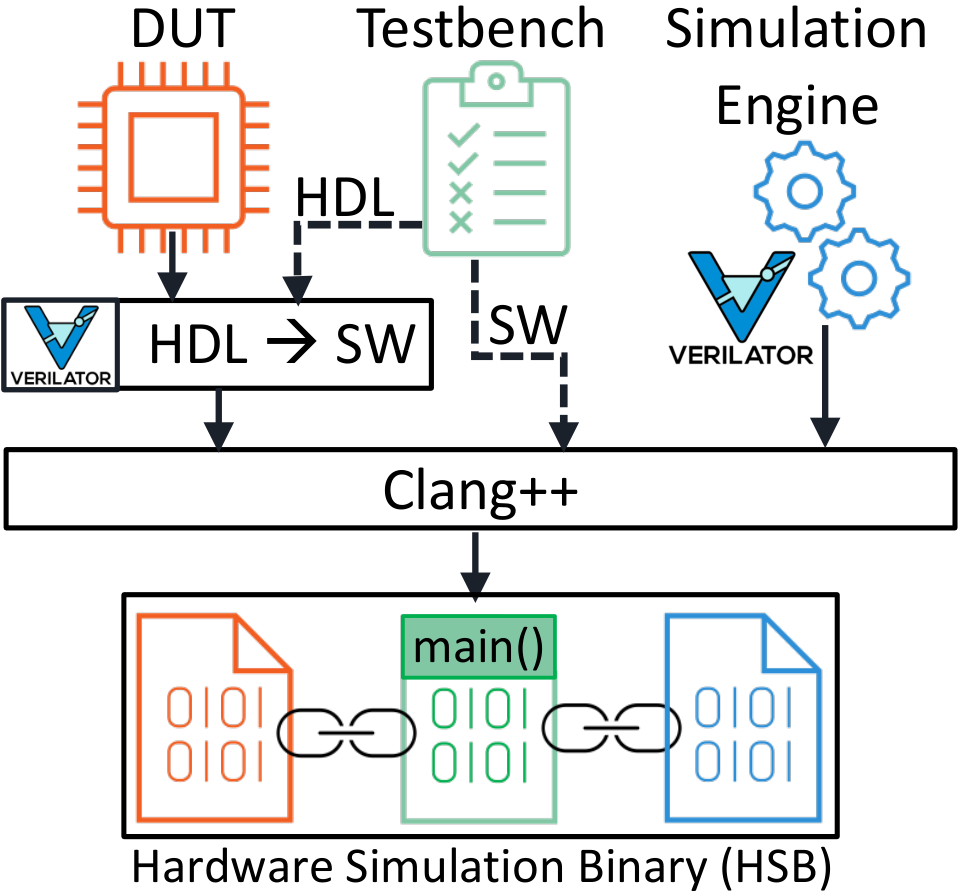 DUT
Testbench
Simulation
Engine
HDL
SW
VERILATOR
HDL → SW
VERILATOR
Clang++
main()
0101
0101
0101
0101
0101
0101
Hardware Simulation Binary (HSB)